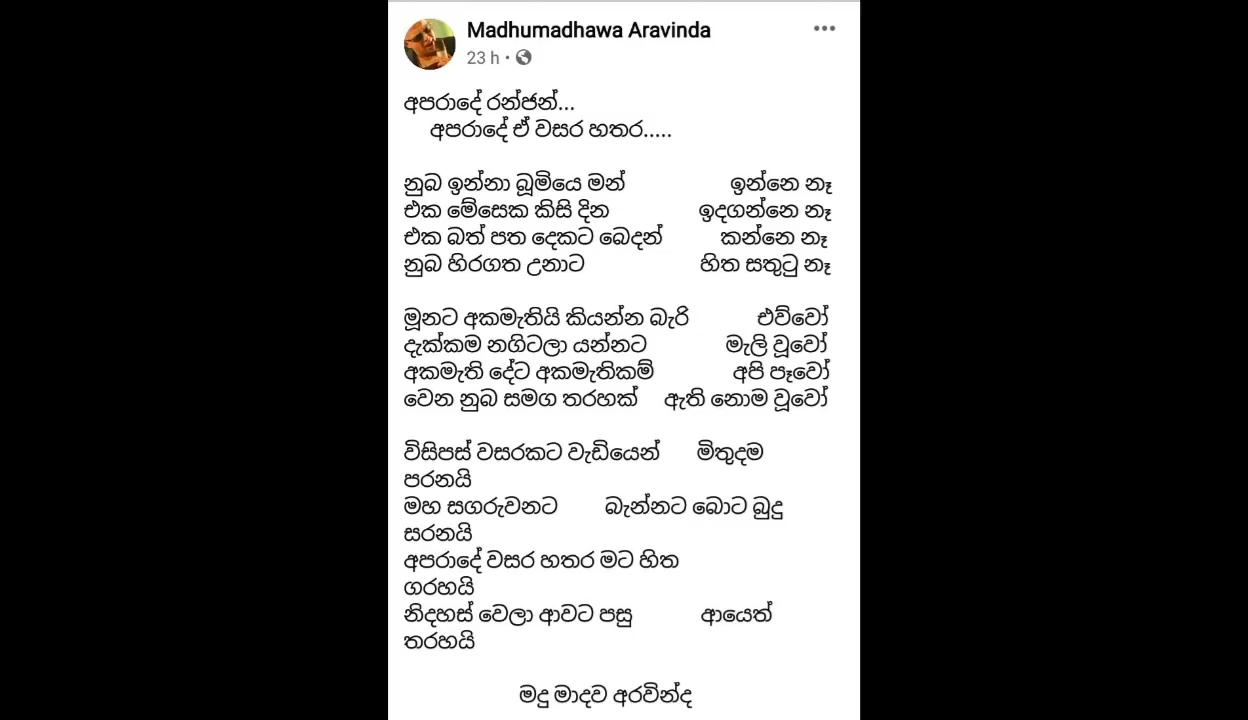 Madhumadhawa Aravinda
23 h •
අපරාදේ රන්ජන්...
අපරාදේ ඒ වසර හතර.....
නුබ ඉන්නා බූමියෙ මන් ඉන්නෙ නෑ
එක මේසෙක කිසි දින ඉදගන්නෙ නෑ
එක බත් පත දෙකට බෙදන් කන්නෙ නෑ
නුබ හිරගත උනාට හිත සතුටු නෑ
මූනට අකමැතියි කියන්න බැරි එව්වෝ
දැක්කම නගිටලා යන්නට මැලි වූවෝ
අකමැති දේට අකමැතිකම් අපි පෑවෝ
වෙන නුබ සමග තරහක් ඇති නොම වූවෝ
විසිපස් වසරකට වැඩියෙන් මිතුදම
පරනයි
මහ සගරුවනට බැන්නට බොට බුදු
සරනයි
අපරාදේ වසර හතර මට හිත
ගරහයි
නිදහස් වෙලා ආවට පසු ආයෙත්
තරහයි
මදු මාදව අරවින්ද